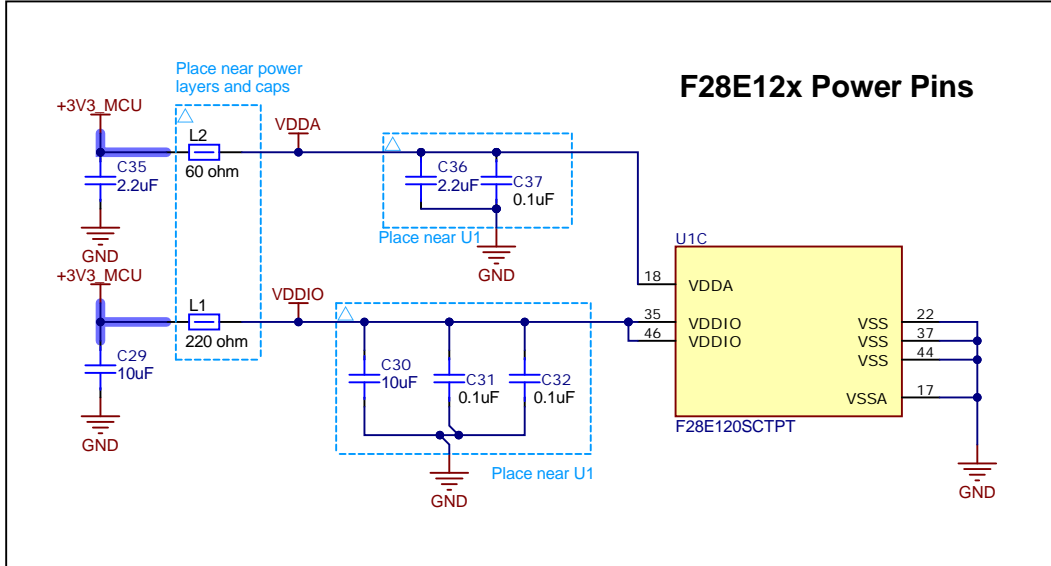 F28E12x Power Pins
Place near power
layers and caps
+3V3_MCU
L2
60 ohm
VDDA
C35
2.2uF
GND
C36
2.2uF
C37
0.1uF
Place near U1
GND
+3V3_MCU
L1
220 ohm
VDDIO
C29
10uF
GND
C30
10uF
C31
0.1uF
C32
0.1uF
Place near U1
GND
U1C
18 VDDA
35 VDDIO
46 VDDIO
VSS 22
VSS 37
VSS 44
VSSA 17
F28E120SCTPT
GND